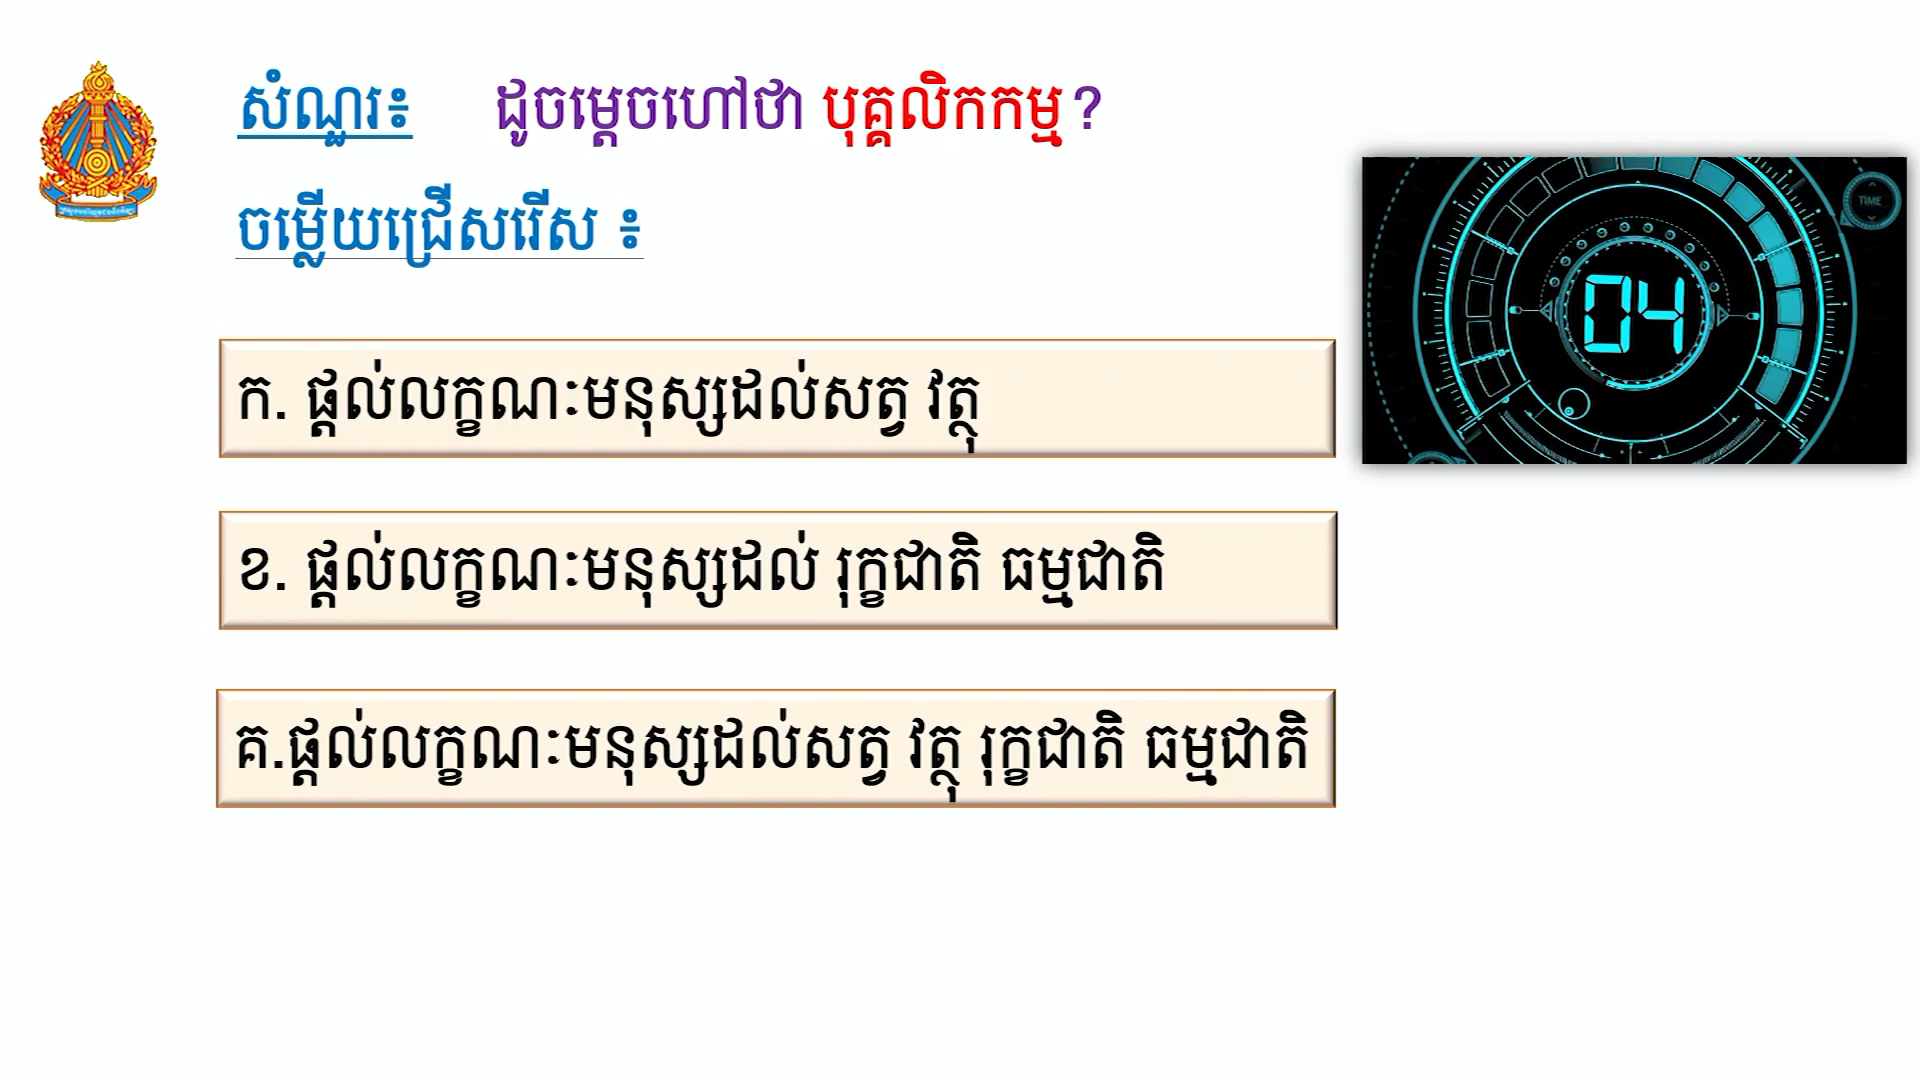 សំណួរ៖ ដូចម្ដេចហៅថា បុគ្គលិកកម្ម?
ចម្លើយជ្រើសរើស ៖
TIME
04
ក. ផ្ដល់លក្ខណៈមនុស្សដល់សត្វ វត្ថុ
ខ. ផ្ដល់លក្ខណៈមនុស្សដល់ រុក្ខជាតិ ធម្មជាតិ
គ.ផ្ដល់លក្ខណៈមនុស្សដល់សត្វ វត្ថុ រុក្ខជាតិ ធម្មជាតិ